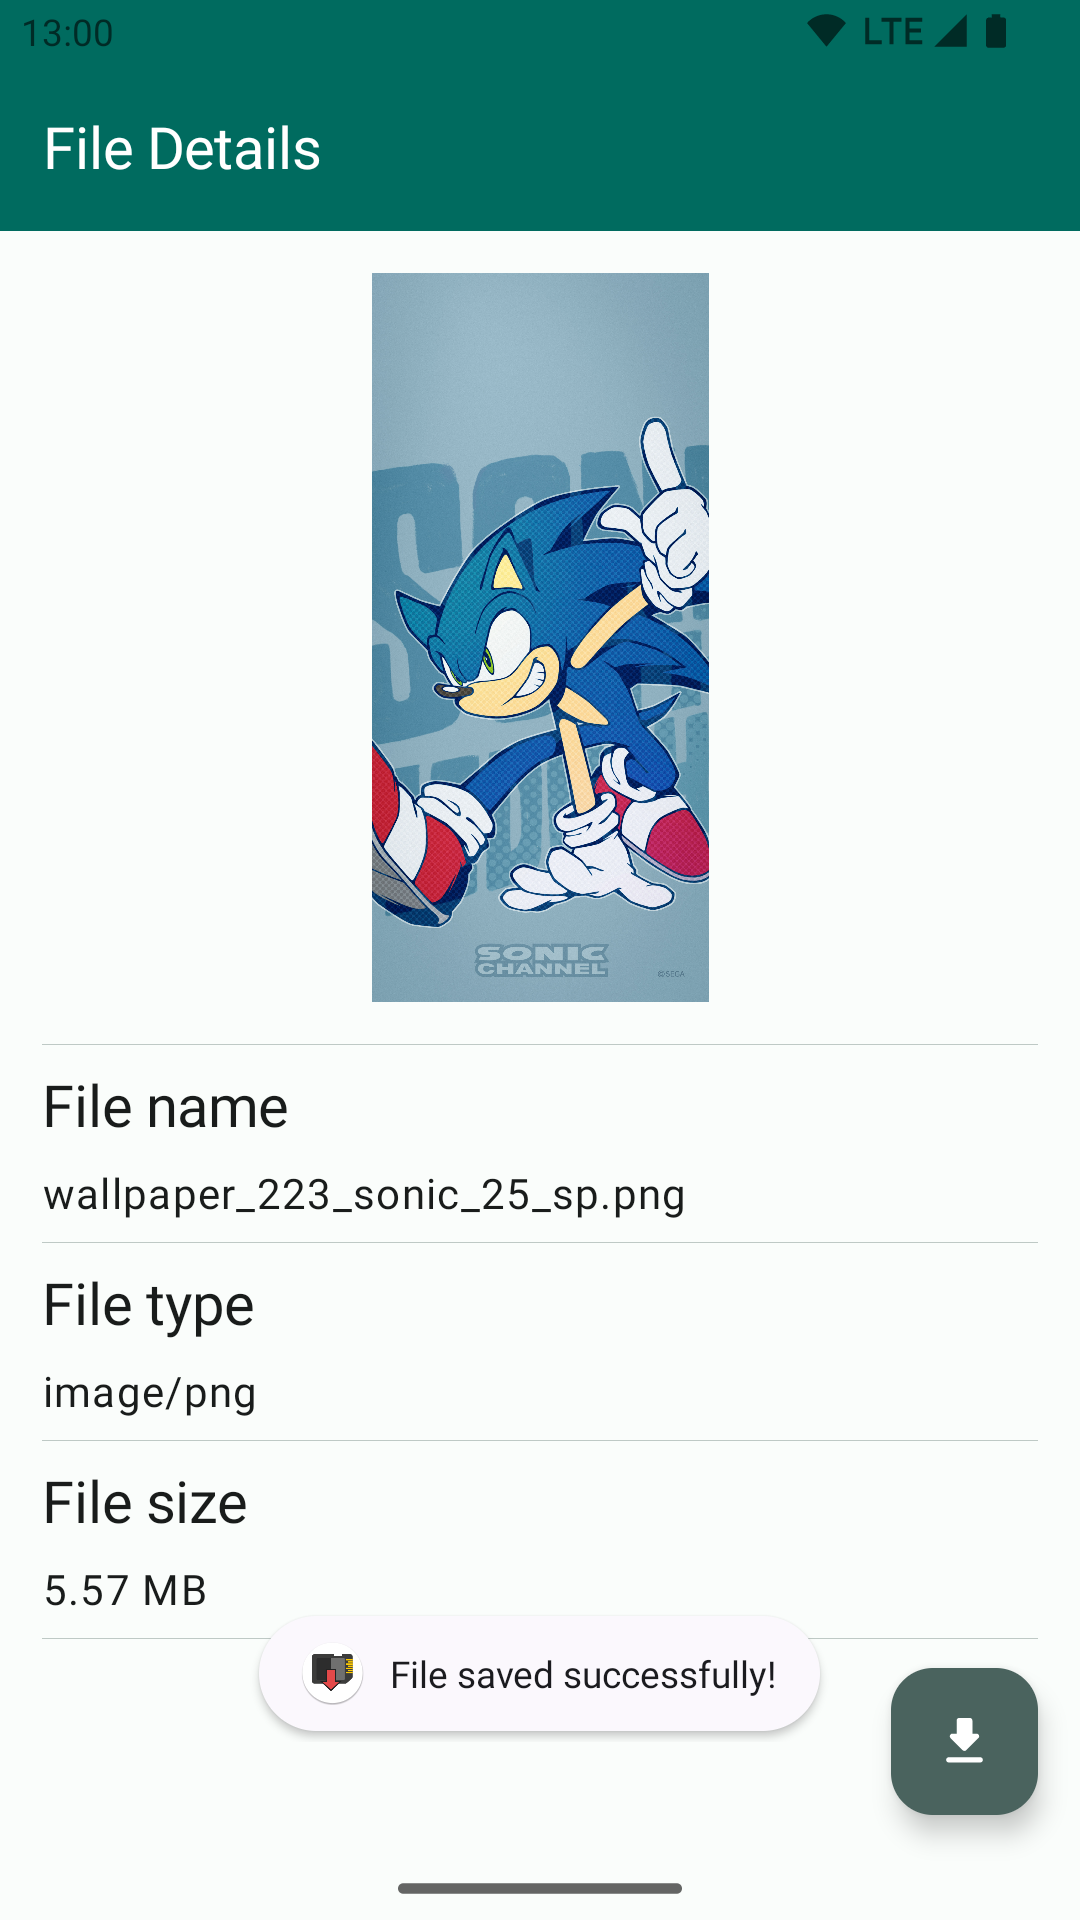 13:00
LTE
File Details
SONIC
CHANNEL
©SEGA
File name
wallpaper_223_sonic_25_sp.png
File type
image/png
File size
5.57 MB
File saved successfully!